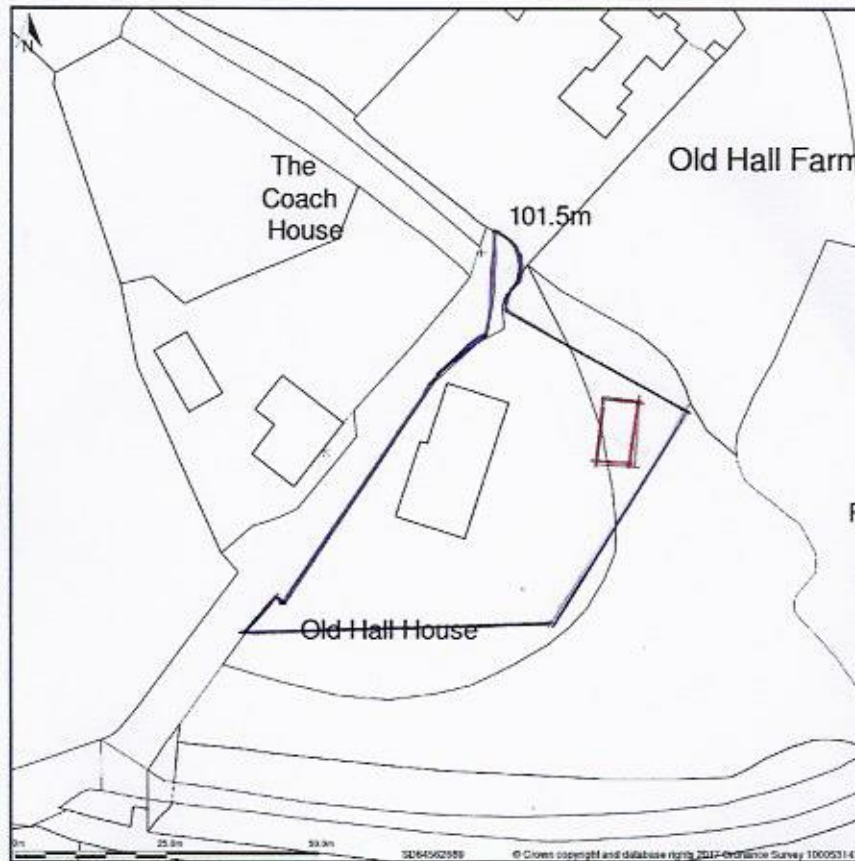 N
The
Coach
House
Old Hall Farm
101.5m
Old Hall House
25.0m
50.0m
© Crown copyright and database rights 2017 Ordnance Survey